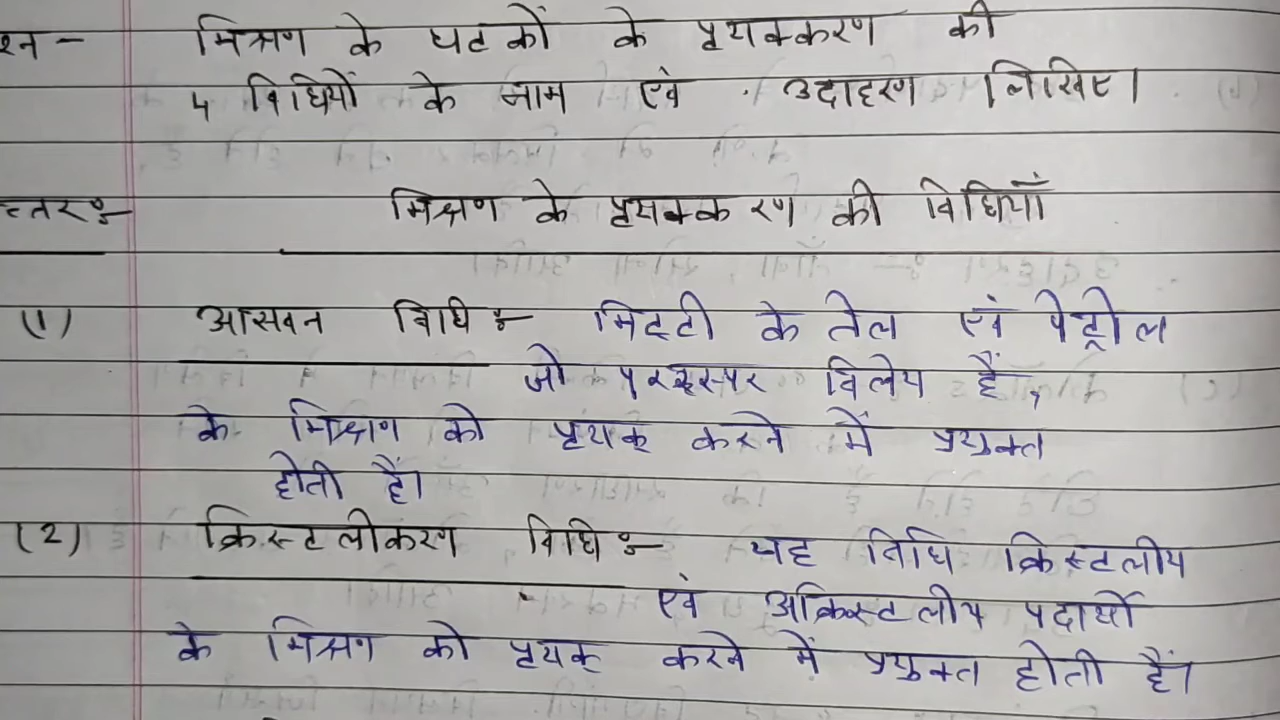 श्न - मिश्रण के घटकों के पृथक्करण की
4 विधियों के नाम एवं उदाहरण लिखिए।
त्तर:- मिश्रण के पृथक्करण की विधियाँ
(1) आसवन विधि :- मिट्टी के तेल एवं पेट्रोल
जो परस्पर विलेय हैं,
के मिश्रण को पृथक् करने में प्रयुक्त
होती है।
(2) क्रिस्टलीकरण विधि :- यह विधि क्रिस्टलीय
एवं अक्रिस्टलीय पदार्थो
के मिश्रण को पृथक् करने में प्रयुक्त होती है।